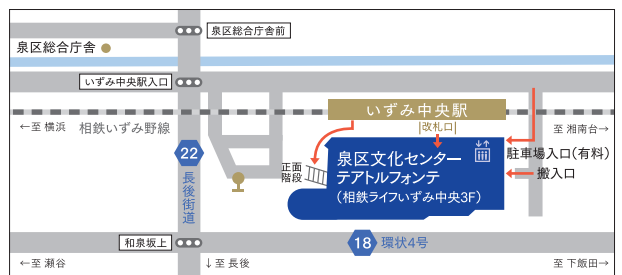 泉区総合庁舎前
泉区総合庁舎
いずみ中央駅入口
いずみ中央駅
←至 横浜
相鉄いずみ野線
改札口
至 湘南台→
22
長後街道
正面
階段
泉区文化センター
テアトルフォンテ
(相鉄ライフいずみ中央3F)
駐車場入口(有料)
搬入口
和泉坂上
18 環状4号
←至 瀬谷
↓至 長後
至 下飯田→